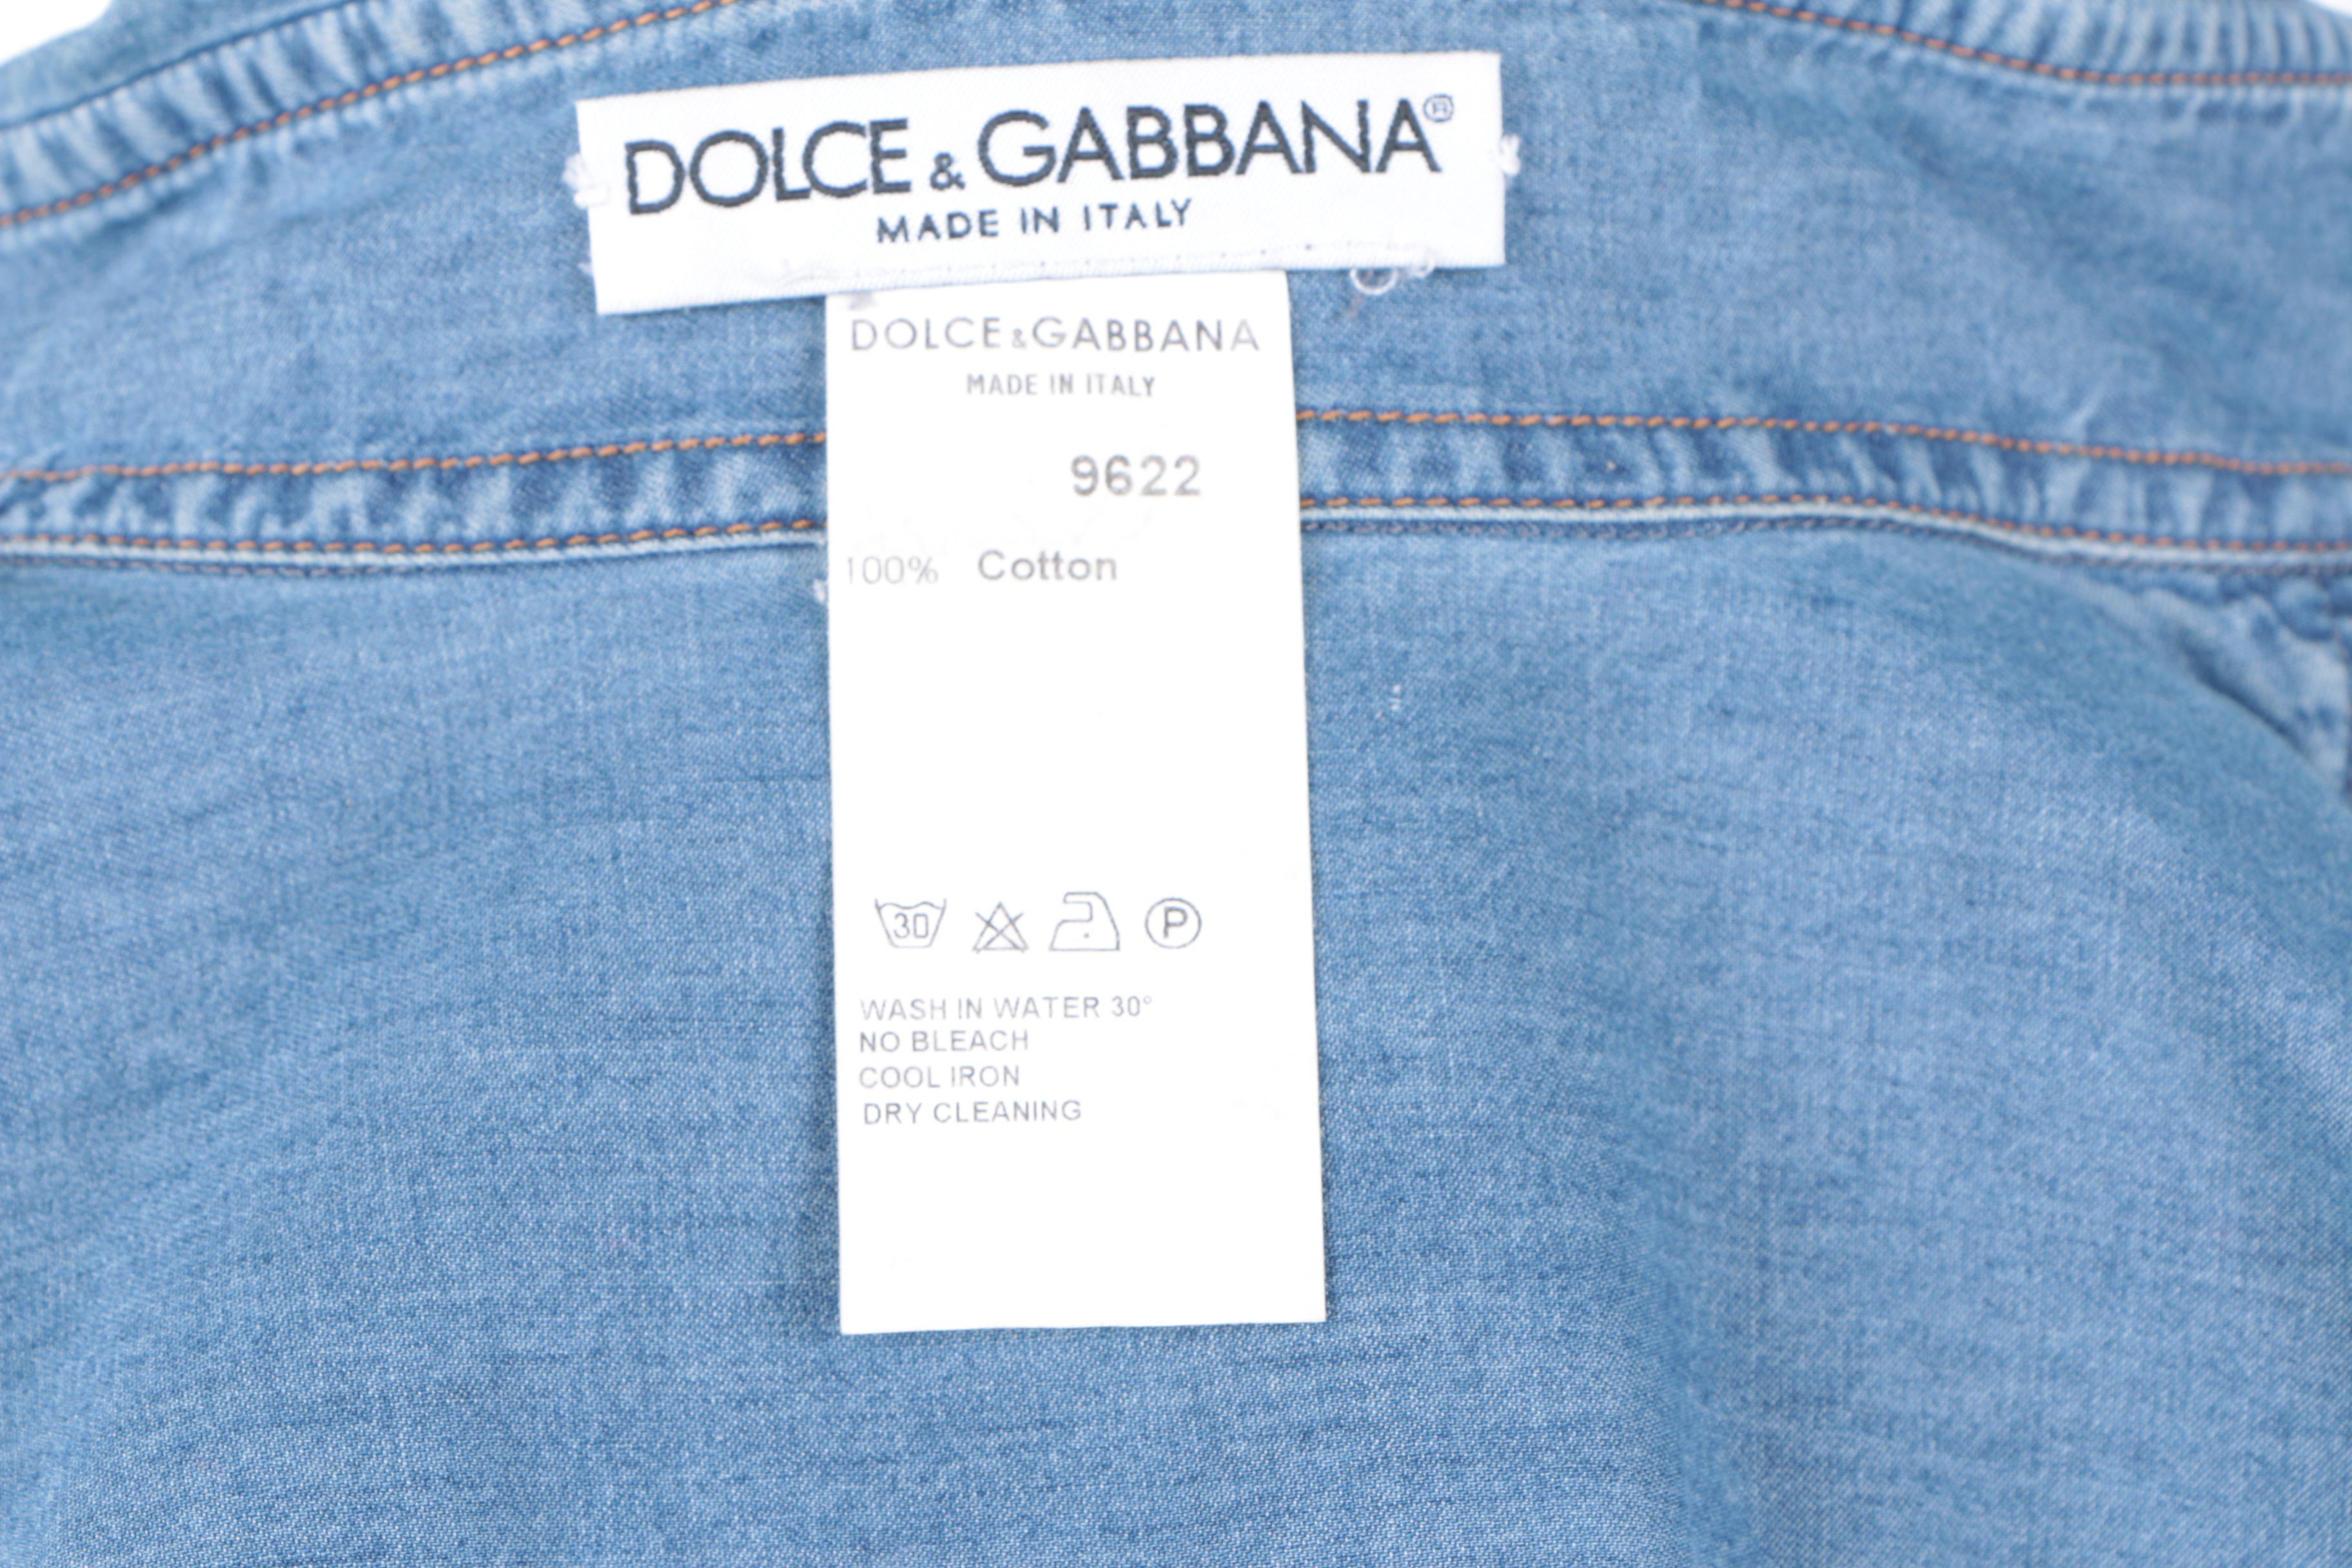 DOLCE & GABBANA®
MADE IN ITALY
DOLCE & GABBANA
MADE IN ITALY
9622
100% Cotton
30 P
WASH IN WATER 30°
NO BLEACH
COOL IRON
DRY CLEANING